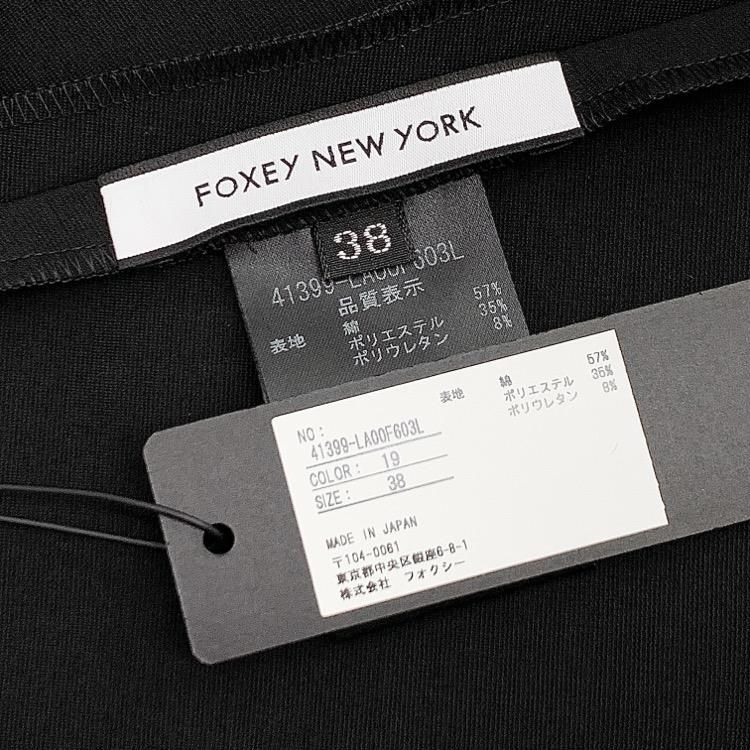 FOXEY NEW YORK
38
41399-LA00F603L
品質表示
表地 綿 57%
ポリエステル 35%
ポリウレタン 8%
表地 綿 57%
ポリエステル 35%
ポリウレタン 8%
NO:
41399-LA00F603L
COLOR: 19
SIZE: 38
MADE IN JAPAN
〒104-0061
東京都中央区銀座6-8-1
株式会社 フォクシー